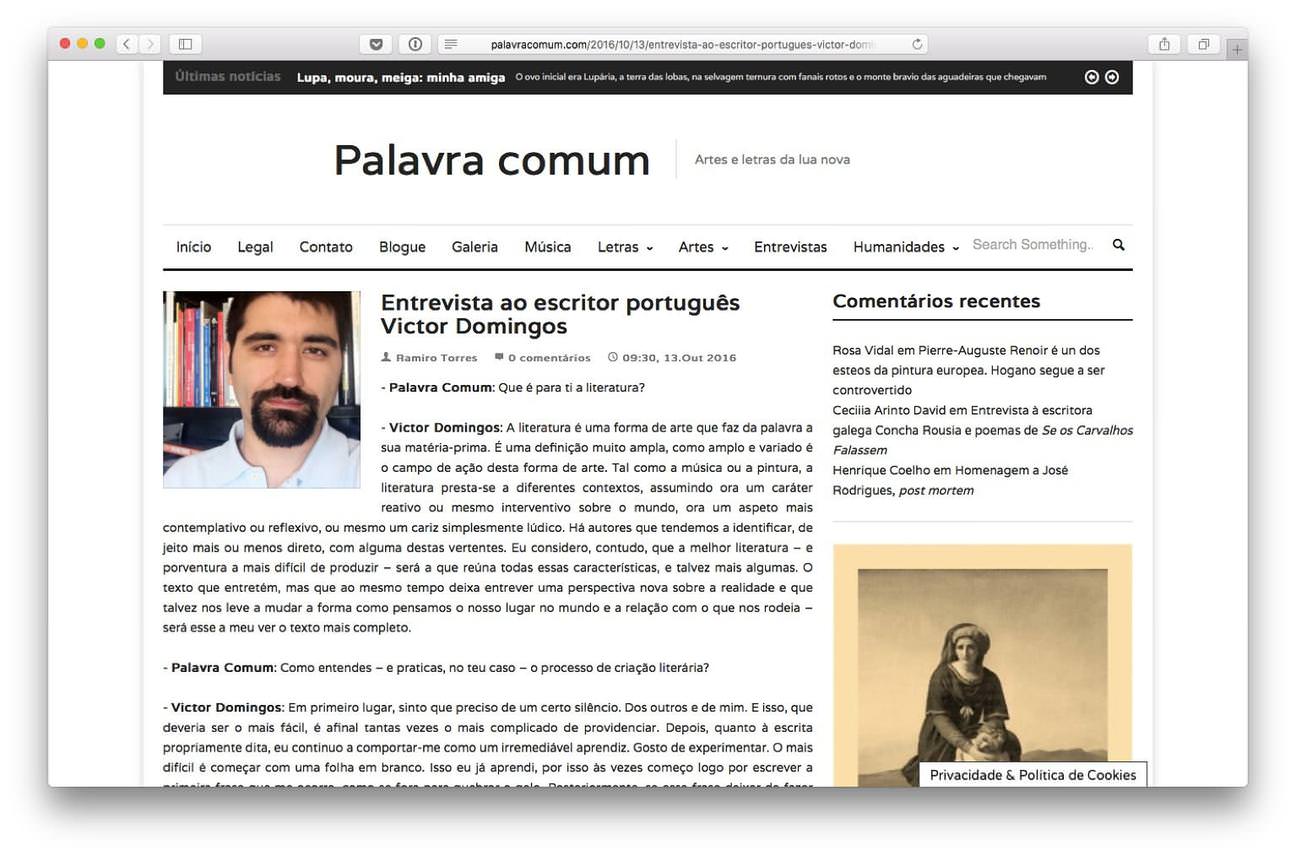 palavracomum.com/2016/10/13/entrevista-ao-escritor-portugues-victor-domin
Últimas notícias Lupa, moura, meiga: minha amiga O ovo inicial era Lupária, a terra das lobas, na selvagem ternura com fanais rotos e o monte bravio das aguadeiras que chegavam
Palavra comum
Artes e letras da lua nova
Início Legal Contato Blogue Galeria Música Letras Artes Entrevistas Humanidades Search Something..
Entrevista ao escritor português
Victor Domingos
Ramiro Torres 0 comentários 09:30, 13.Out 2016
- Palavra Comum: Que é para ti a literatura?
- Victor Domingos: A literatura é uma forma de arte que faz da palavra a
sua matéria-prima. É uma definição muito ampla, como amplo e variado é
o campo de ação desta forma de arte. Tal como a música ou a pintura, a
literatura presta-se a diferentes contextos, assumindo ora um caráter
reativo ou mesmo interventivo sobre o mundo, ora um aspeto mais
contemplativo ou reflexivo, ou mesmo um cariz simplesmente lúdico. Há autores que tendemos a identificar, de
jeito mais ou menos direto, com alguma destas vertentes. Eu considero, contudo, que a melhor literatura – e
porventura a mais difícil de produzir – será a que reúna todas essas características, e talvez mais algumas. O
texto que entretém, mas que ao mesmo tempo deixa entrever uma perspectiva nova sobre a realidade e que
talvez nos leve a mudar a forma como pensamos o nosso lugar no mundo e a relação com o que nos rodeia –
será esse a meu ver o texto mais completo.
- Palavra Comum: Como entendes – e praticas, no teu caso – o processo de criação literária?
- Victor Domingos: Em primeiro lugar, sinto que preciso de um certo silêncio. Dos outros e de mim. E isso, que
deveria ser o mais fácil, é afinal tantas vezes o mais complicado de providenciar. Depois, quanto à escrita
propriamente dita, eu continuo a comportar-me como um irremediável aprendiz. Gosto de experimentar. O mais
difícil é começar com uma folha em branco. Isso eu já aprendi, por isso às vezes começo logo por escrever a
Comentários recentes
Rosa Vidal em Pierre-Auguste Renoir é un dos
esteos da pintura europea. Hogano segue a ser
controvertido
Ceciiia Arinto David em Entrevista à escritora
galega Concha Rousia e poemas de Se os Carvalhos
Falassem
Henrique Coelho em Homenagem a José
Rodrigues, post mortem
Privacidade & Política de Cookies